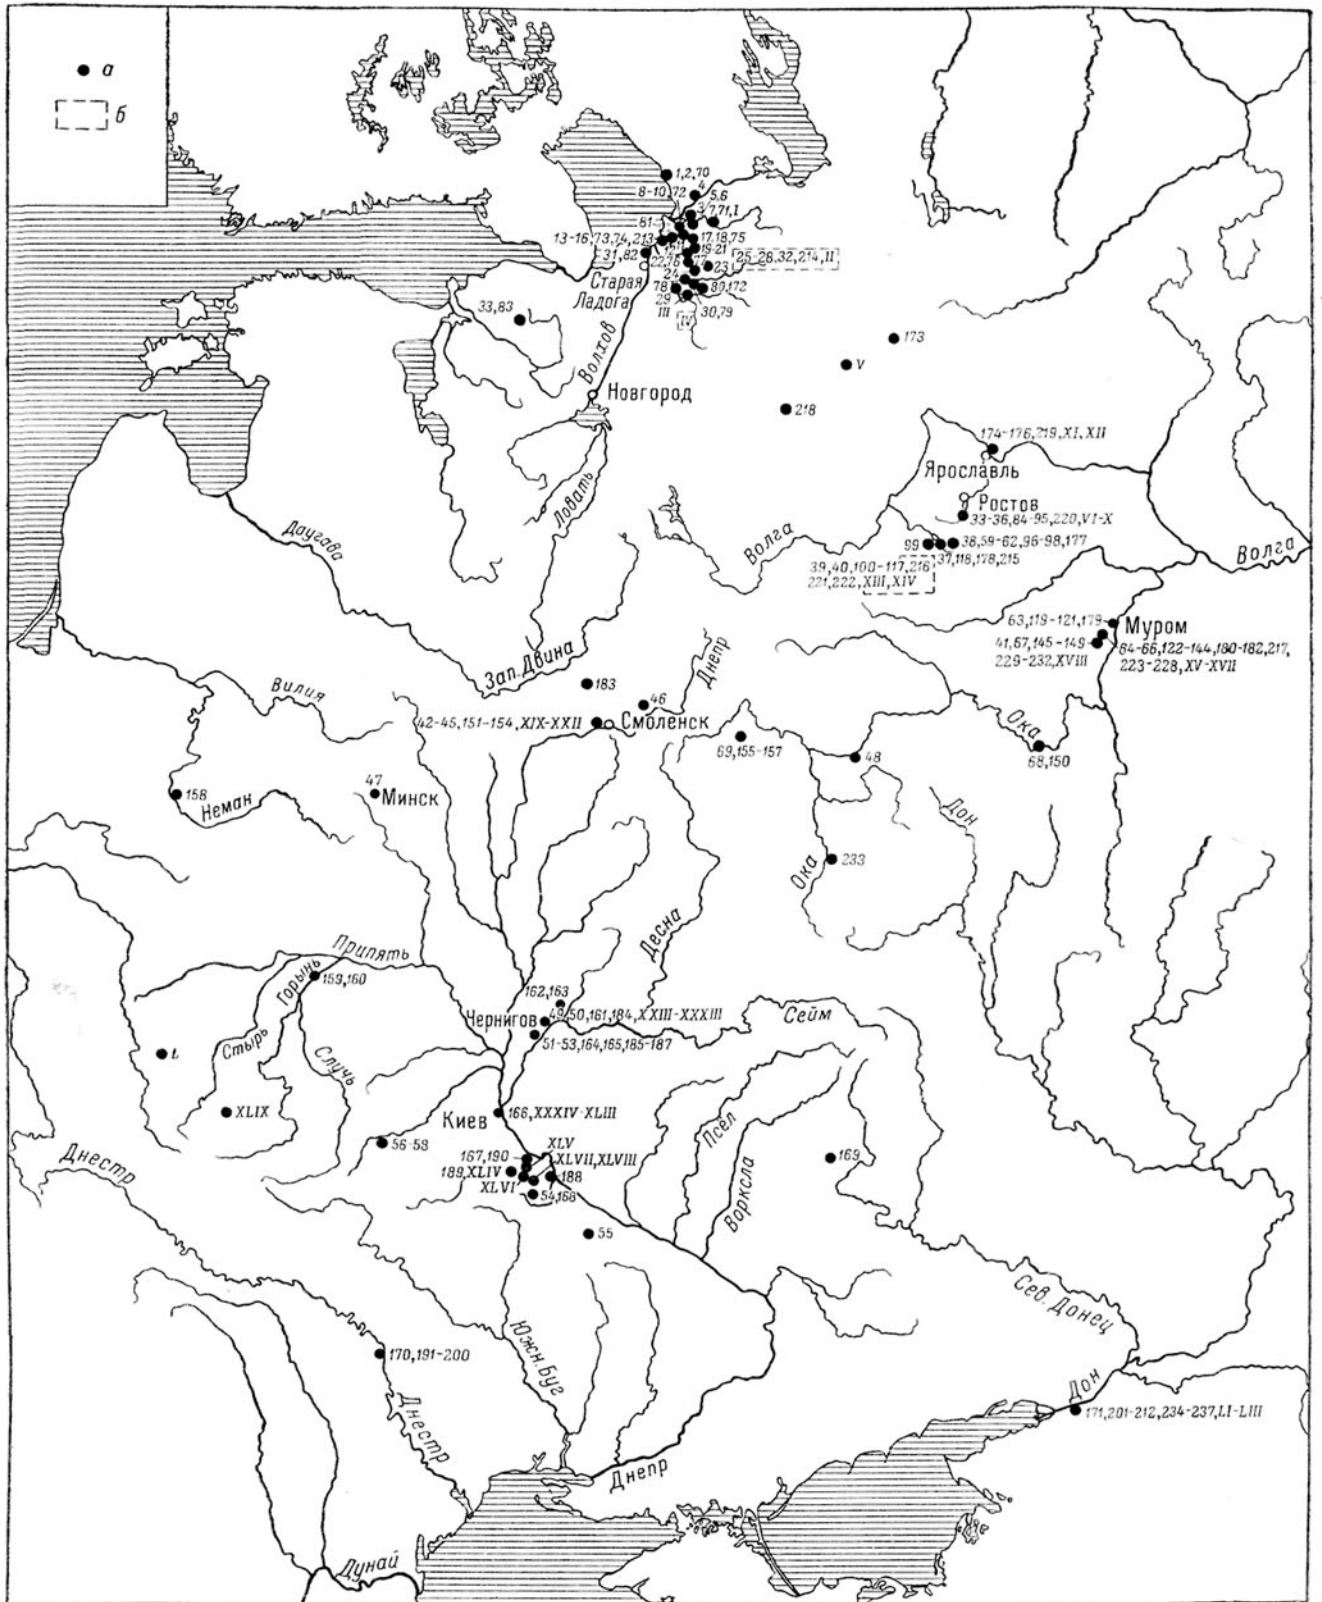 а
б
1,2,70
4
8-10,72
5,6
3
7,71,I
81
13-16,73,74,213
17,18,75
31,82
19-21
22,76
77
23
25-28,32,214,II
24
Старая
Ладога
78
80,172
29
III
IV
30,79
33,83
Волхов
173
V
Новгород
218
174-176,219,XI,XII
Ярославль
Ловать
Ростов
33-36,84-95,220,VI-X
Даугава
Волга
99
38,59-62,96-98,177
Волга
37,118,178,215
39,40,100-117,216
221,222,XIII,XIV
63,119-121,179
Муром
41,67,145-149
64-66,122-144,180-182,217,
229-232,XVIII
223-228,XV-XVII
Зап. Двина
Днепр
183
Вилия
46
42-45,151-154,XIX-XXII
Смоленск
Ока
69,155-157
48
68,150
47
158
Неман
Минск
Дон
Ока
233
Десна
Припять
Горынь
159,160
162,163
49,50,161,184,XXIII-XXXIII
Чернигов
Сейм
Стырь
51-53,164,165,185-187
L
Случь
XLIX
Киев
166,XXXIV-XLIII
Псёл
56-58
XLV
167,190
XLVII,XLVIII
169
Днестр
189,XLIV
188
XLVI
54,168
Ворксла
55
Сев. Донец
Южн. Буг
170,191-200
Днестр
Дон
171,201-212,234-237,LI-LIII
Днепр
Дунай